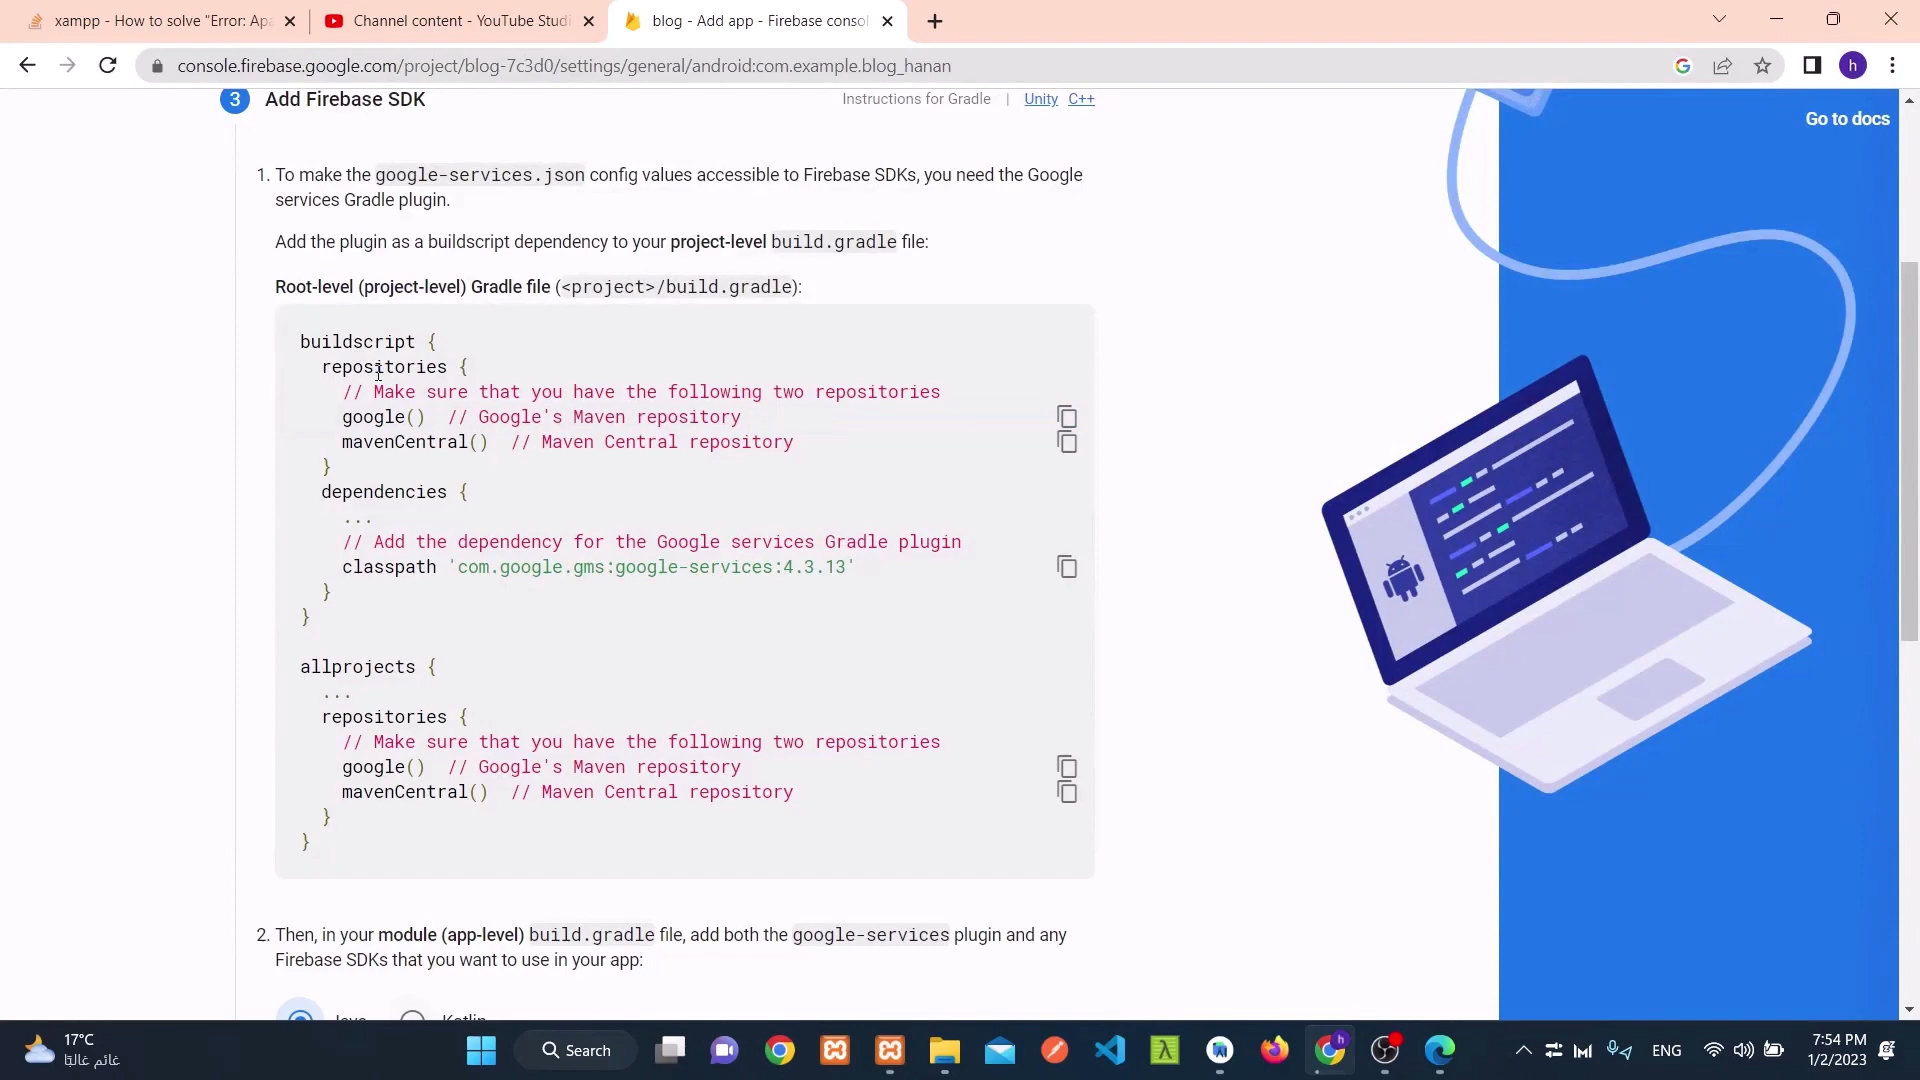 xampp - How to solve "Error: Apa
Channel content - YouTube Studi
blog - Add app - Firebase consol
console.firebase.google.com/project/blog-7c3d0/settings/general/android:com.example.blog_hanan
h
3 Add Firebase SDK
Instructions for Gradle | Unity C++
Go to docs
1. To make the google-services.json config values accessible to Firebase SDKs, you need the Google
services Gradle plugin.
Add the plugin as a buildscript dependency to your project-level build.gradle file:
Root-level (project-level) Gradle file (<project>/build.gradle):
buildscript {
repositories {
// Make sure that you have the following two repositories
google() // Google's Maven repository
mavenCentral() // Maven Central repository
}
dependencies {
...
// Add the dependency for the Google services Gradle plugin
classpath 'com.google.gms:google-services:4.3.13'
}
}
allprojects {
...
repositories {
// Make sure that you have the following two repositories
google() // Google's Maven repository
mavenCentral() // Maven Central repository
}
}
2. Then, in your module (app-level) build.gradle file, add both the google-services plugin and any
Firebase SDKs that you want to use in your app:
Java Kotlin
17°C
غائم غالبًا
Search
ENG
7:54 PM
1/2/2023